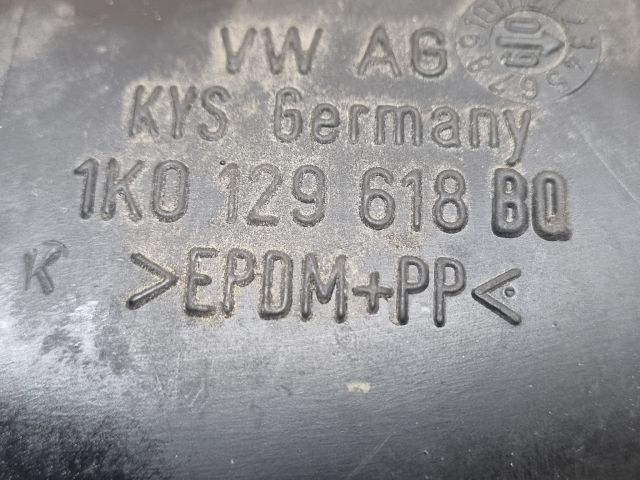 VW AG
KYS Germany
1K0 129 618 BQ
K
>EPDM+PP<